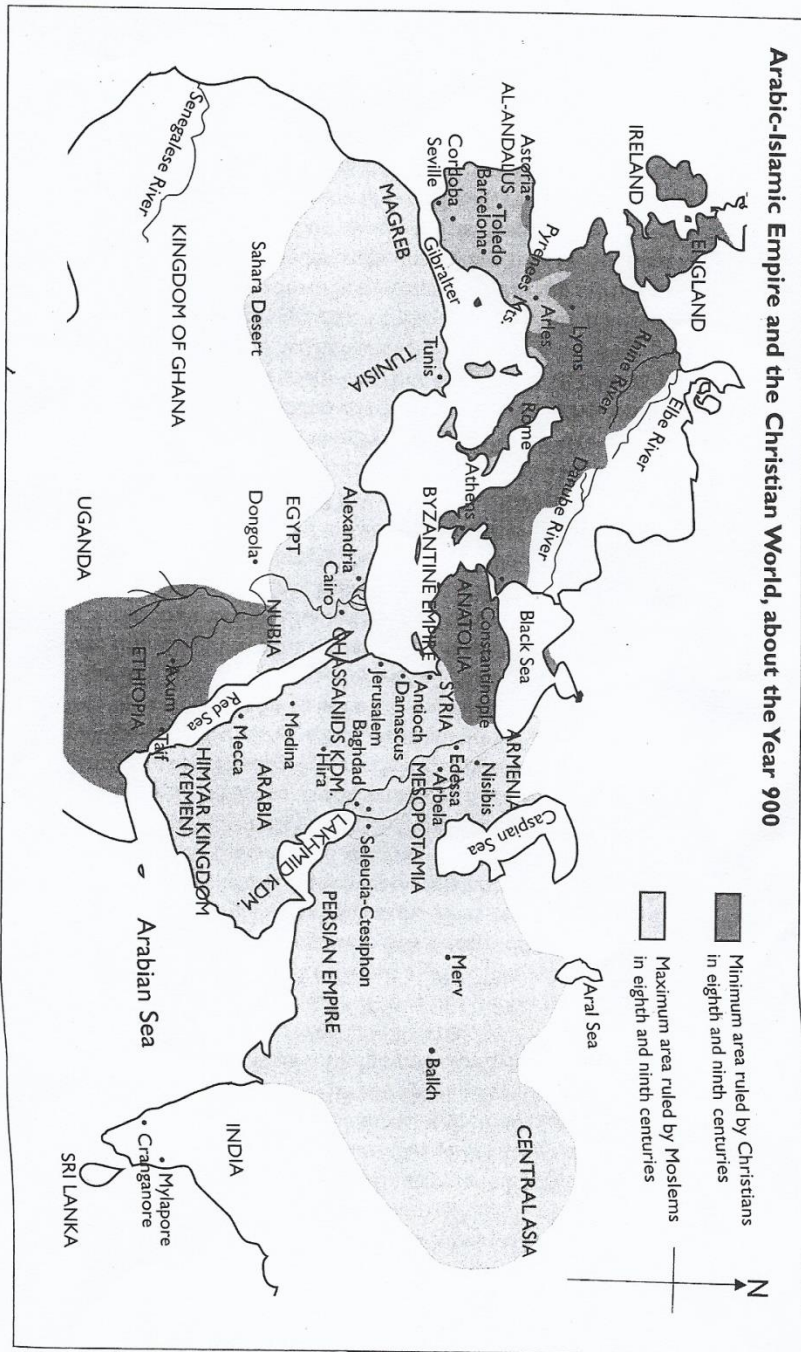 Arabic-Islamic Empire and the Christian World, about the Year 900
Minimum area ruled by Christians
in eighth and ninth centuries
Maximum area ruled by Moslems
in eighth and ninth centuries
N
IRELAND
ENGLAND
Rhine River
Elbe River
Danube River
Lyons
Arles
Pyrenees Mts.
Astoria
AL-ANDALUS
Toledo
Barcelona
Cordoba
Seville
Gibralter
MAGREB
Rome
Athens
Tunis
TUNISIA
Senegalese River
KINGDOM OF GHANA
Sahara Desert
Black Sea
Constantinople
ANATOLIA
BYZANTINE EMPIRE
ARMENIA
Caspian Sea
Aral Sea
SYRIA
Antioch
Damascus
Jerusalem
Edessa
Nisibis
Arbela
MESOPOTAMIA
Baghdad
Seleucia-Ctesiphon
Hira
GHASSANIDS KDM.
LAKHMID KDM.
PERSIAN EMPIRE
Merv
Balkh
CENTRAL ASIA
Alexandria
Cairo
EGYPT
Dongola
NUBIA
UGANDA
ETHIOPIA
Axum
Red Sea
Medina
Mecca
Taif
ARABIA
HIMYAR KINGDOM
(YEMEN)
Arabian Sea
INDIA
Mylapore
Cranganore
SRI LANKA